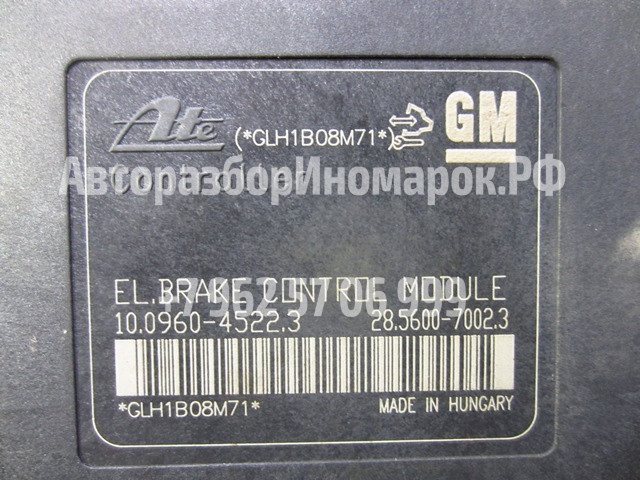 Ate (*GLH1B08M71*) GM
Controller
АвторазборИномарок.РФ
EL.BRAKE CONTROL MODULE
10.0960-4522.3 28.5600-7002.3
*GLH1B08M71* MADE IN HUNGARY